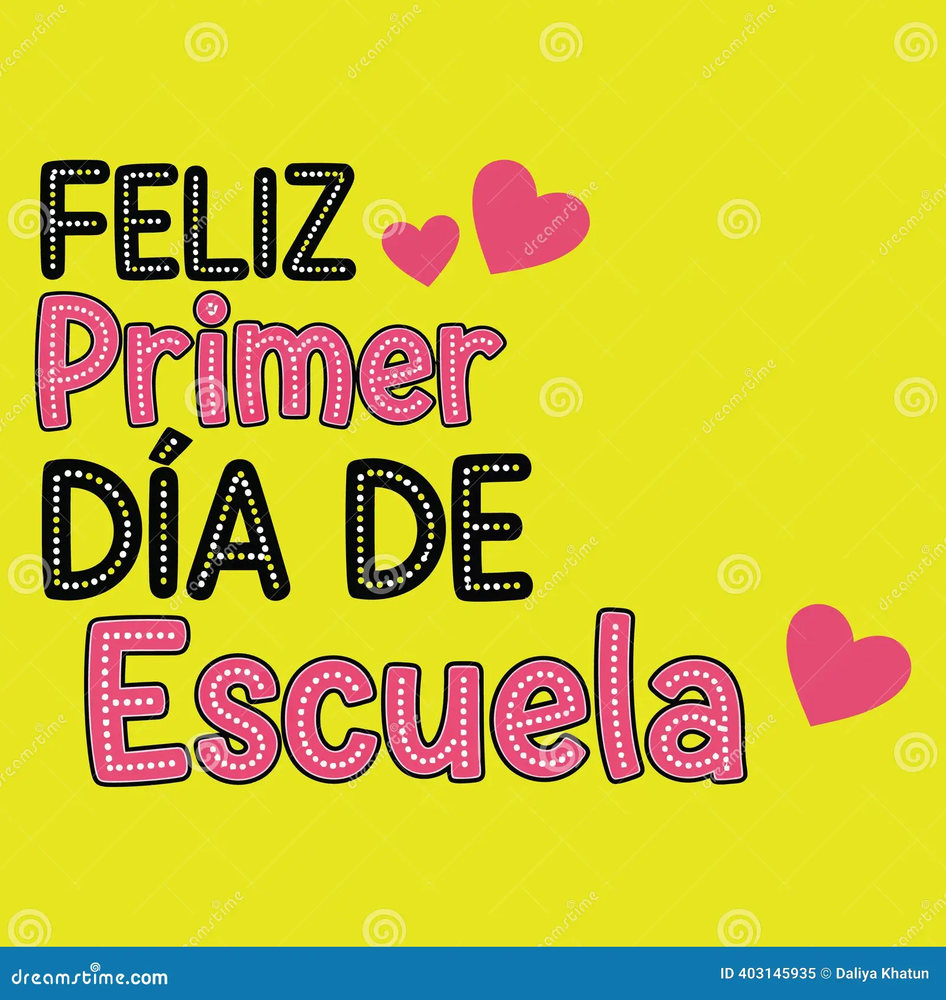 FELIZ
Primer
DÍA DE
Escuela
dreamstime.com
ID 403145935 © Daliya Khatun